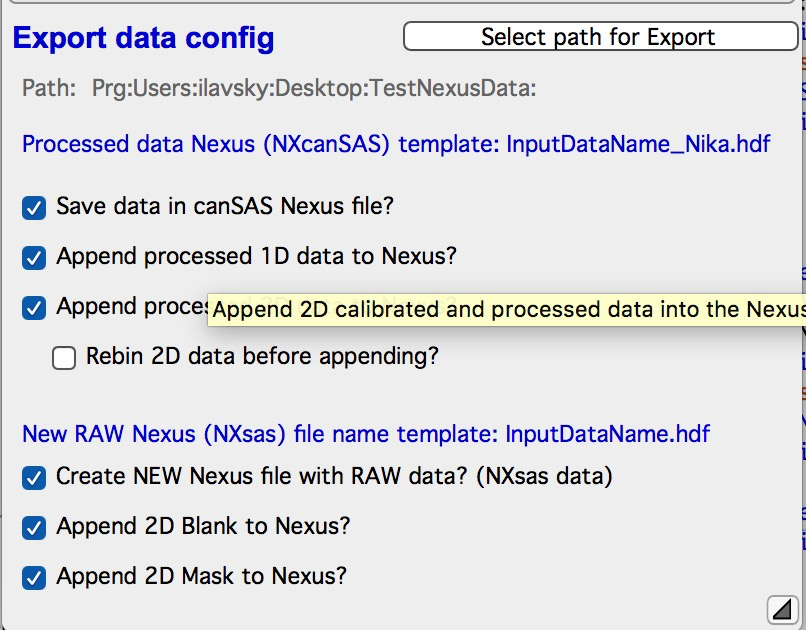 Export data config
Select path for Export
Path: Prg:Users:ilavsky:Desktop:TestNexusData:
Processed data Nexus (NXcanSAS) template: InputDataName_Nika.hdf
Save data in canSAS Nexus file?
Append processed 1D data to Nexus?
Append proces
Append 2D calibrated and processed data into the Nexus
Rebin 2D data before appending?
New RAW Nexus (NXsas) file name template: InputDataName.hdf
Create NEW Nexus file with RAW data? (NXsas data)
Append 2D Blank to Nexus?
Append 2D Mask to Nexus?